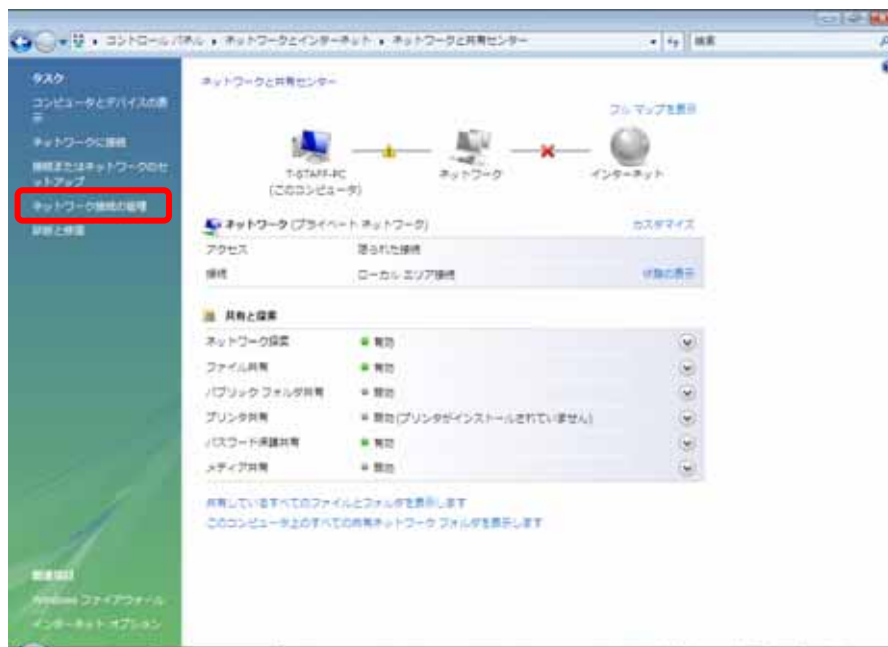 コントロール パネル ▸ ネットワークとインターネット ▸ ネットワークと共有センター
検索
タスク
コンピュータとデバイスの表
示
ネットワークに接続
接続またはネットワークのセ
ットアップ
ネットワーク接続の管理
診断と修復
ネットワークと共有センター
フル マップを表示
T-STAFF-PC
(このコンピュータ)
ネットワーク
インターネット
ネットワーク (プライベート ネットワーク)
カスタマイズ
アクセス 限られた接続
接続 ローカル エリア接続 状態の表示
共有と探索
ネットワーク探索 有効
ファイル共有 有効
パブリック フォルダ共有 無効
プリンタ共有 無効 (プリンタがインストールされていません)
パスワード保護共有 有効
メディア共有 無効
共有しているすべてのファイルとフォルダを表示します
このコンピュータ上のすべての共有ネットワーク フォルダを表示します
関連項目
Windows ファイアウォール
インターネット オプション